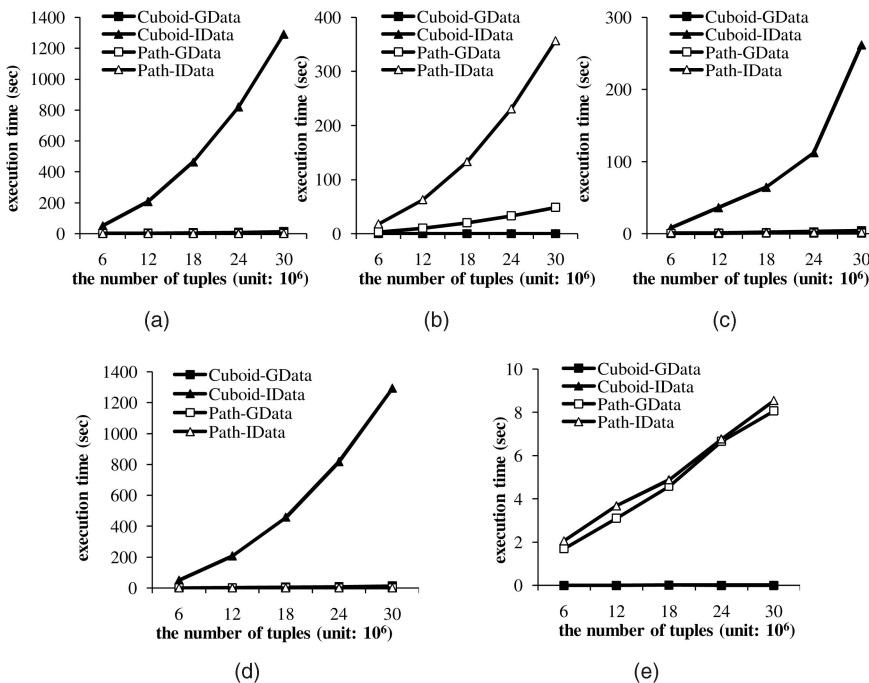 execution time (sec)
1400
1200
1000
800
600
400
200
0
Cuboid-GData
Cuboid-IData
Path-GData
Path-IData
6 12 18 24 30
the number of tuples (unit: 10⁶)
(a)
execution time (sec)
400
300
200
100
0
Cuboid-GData
Cuboid-IData
Path-GData
Path-IData
6 12 18 24 30
the number of tuples (unit: 10⁶)
(b)
execution time (sec)
300
200
100
0
Cuboid-GData
Cuboid-IData
Path-GData
Path-IData
6 12 18 24 30
the number of tuples (unit: 10⁶)
(c)
execution time (sec)
1400
1200
1000
800
600
400
200
0
Cuboid-GData
Cuboid-IData
Path-GData
Path-IData
6 12 18 24 30
the number of tuples (unit: 10⁶)
(d)
execution time (sec)
10
8
6
4
2
0
Cuboid-GData
Cuboid-IData
Path-GData
Path-IData
6 12 18 24 30
the number of tuples (unit: 10⁶)
(e)